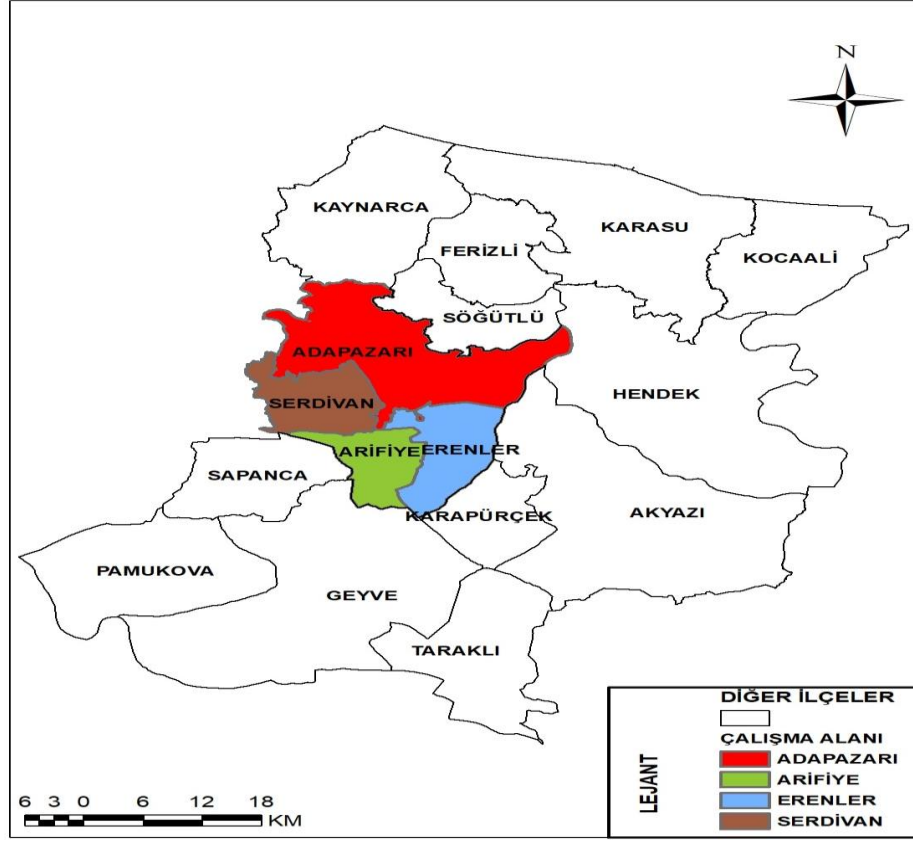 N
KAYNARCA
KARASU
FERİZLİ
KOCAALİ
SÖĞÜTLÜ
ADAPAZARI
HENDEK
SERDİVAN
ARİFİYE
ERENLER
SAPANCA
KARAPÜRÇEK
AKYAZI
PAMUKOVA
GEYVE
TARAKLI
LEJANT
DİĞER İLÇELER
ÇALIŞMA ALANI
ADAPAZARI
ARİFİYE
ERENLER
SERDİVAN
6 3 0 6 12 18
KM